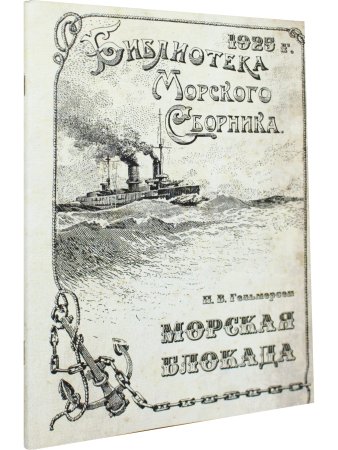 1925 г.
Библиотека
Морского
Сборника.
П. В. Гельмерсен
МОРСКАЯ
БЛОКАДА